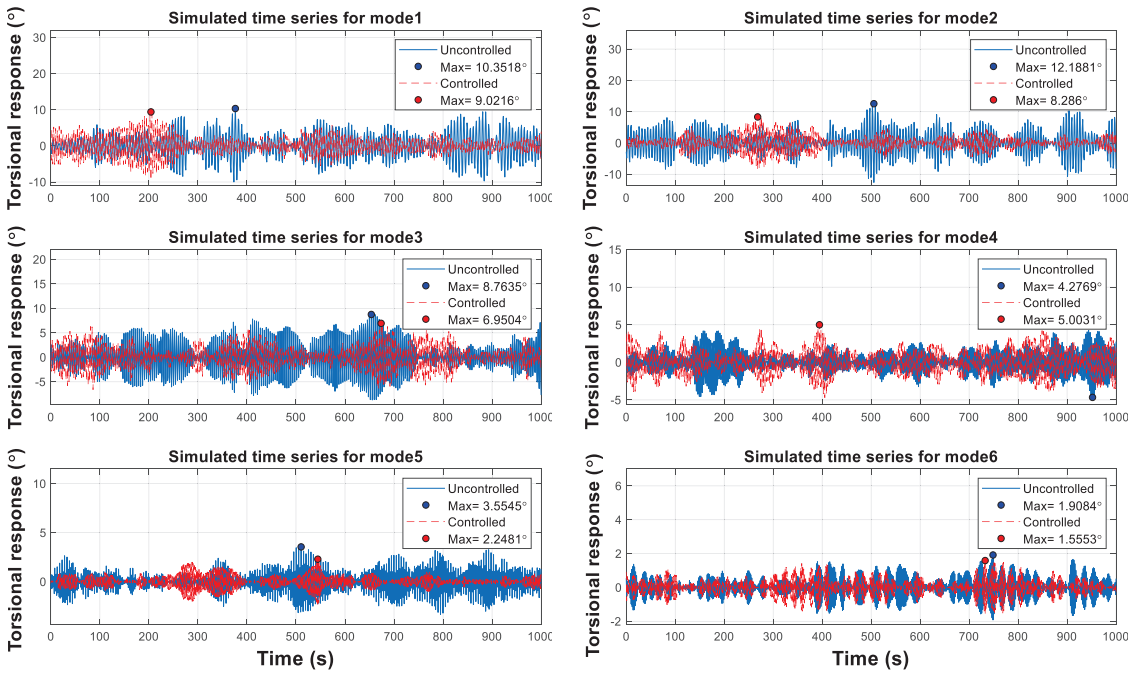 Simulated time series for mode1
Torsional response (°)
30
20
10
0
-10
Uncontrolled
Max= 10.3518°
Controlled
Max= 9.0216°
0 100 200 300 400 500 600 700 800 900 1000
Time (s)
Simulated time series for mode2
Torsional response (°)
30
20
10
0
-10
Uncontrolled
Max= 12.1881°
Controlled
Max= 8.286°
0 100 200 300 400 500 600 700 800 900 1000
Simulated time series for mode3
Torsional response (°)
20
15
10
5
0
-5
Uncontrolled
Max= 8.7635°
Controlled
Max= 6.9504°
0 100 200 300 400 500 600 700 800 900 1000
Simulated time series for mode4
Torsional response (°)
15
10
5
0
-5
Uncontrolled
Max= 4.2769°
Controlled
Max= 5.0031°
0 100 200 300 400 500 600 700 800 900 1000
Simulated time series for mode5
Torsional response (°)
10
5
0
Uncontrolled
Max= 3.5545°
Controlled
Max= 2.2481°
0 100 200 300 400 500 600 700 800 900 1000
Time (s)
Simulated time series for mode6
Torsional response (°)
6
4
2
0
-2
Uncontrolled
Max= 1.9084°
Controlled
Max= 1.5553°
0 100 200 300 400 500 600 700 800 900 1000
Time (s)